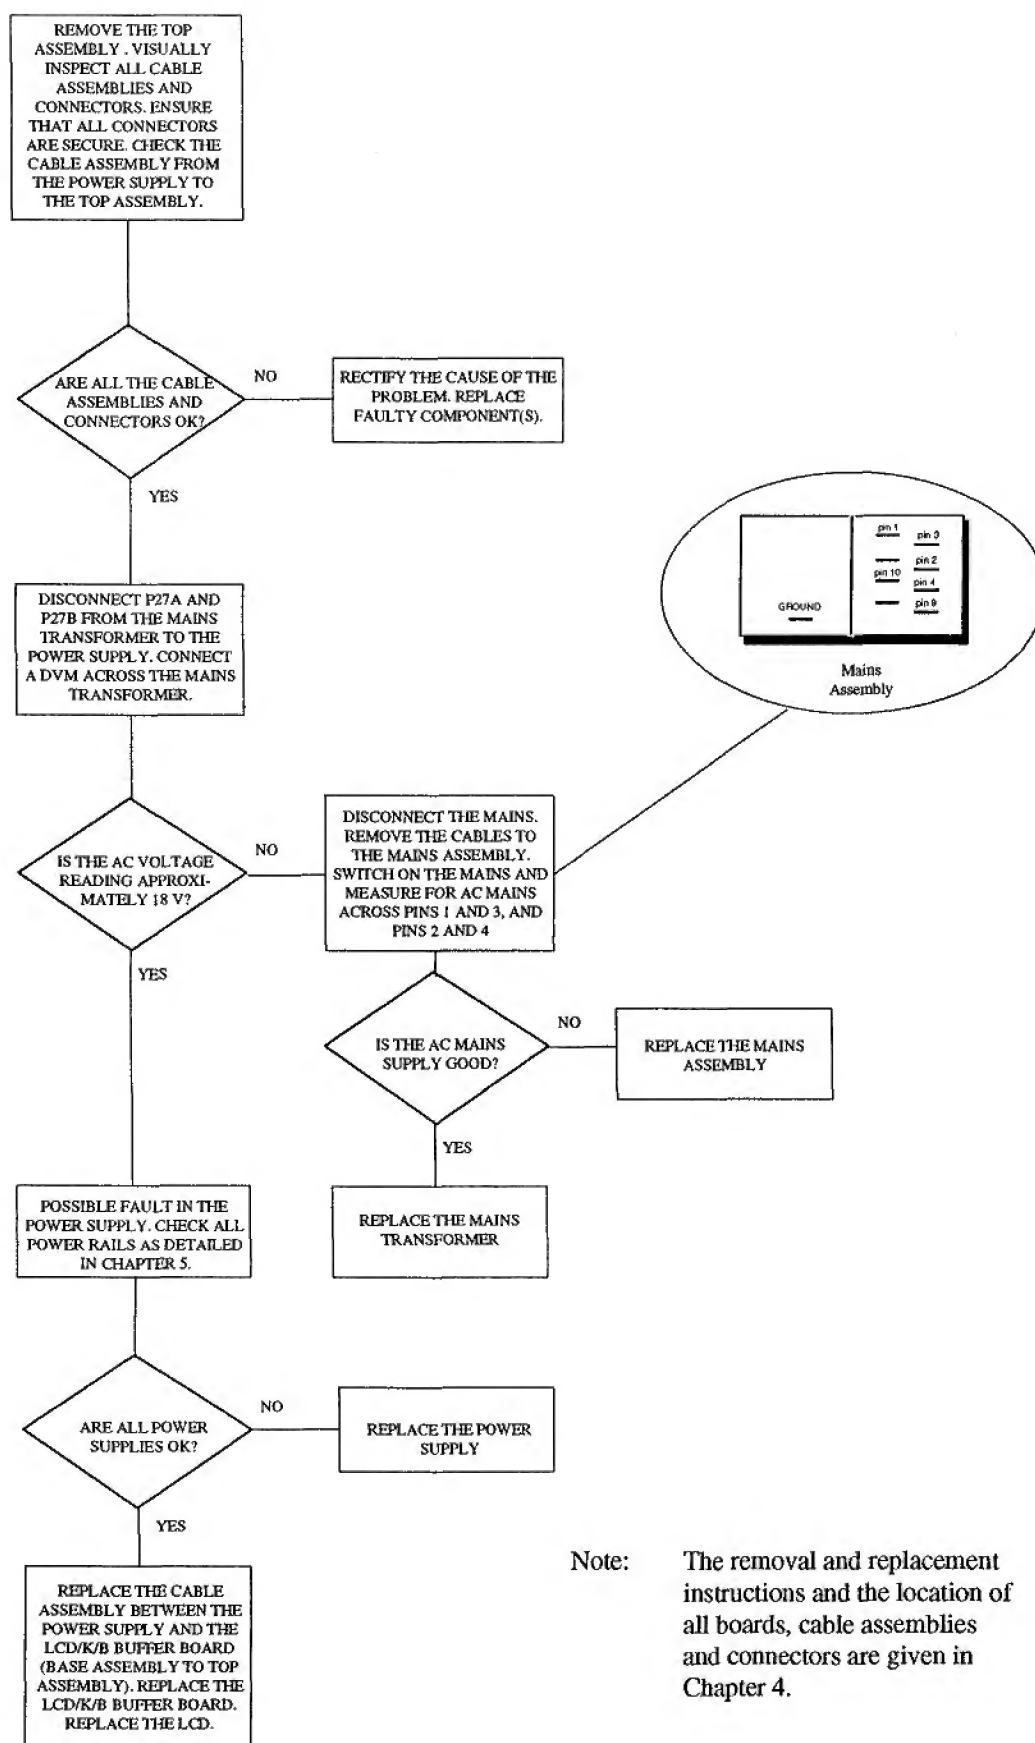 REMOVE THE TOP
ASSEMBLY . VISUALLY
INSPECT ALL CABLE
ASSEMBLIES AND
CONNECTORS. ENSURE
THAT ALL CONNECTORS
ARE SECURE. CHECK THE
CABLE ASSEMBLY FROM
THE POWER SUPPLY TO
THE TOP ASSEMBLY.
ARE ALL THE CABLE
ASSEMBLIES AND
CONNECTORS OK?
NO
RECTIFY THE CAUSE OF THE
PROBLEM. REPLACE
FAULTY COMPONENT(S).
YES
DISCONNECT P27A AND
P27B FROM THE MAINS
TRANSFORMER TO THE
POWER SUPPLY. CONNECT
A DVM ACROSS THE MAINS
TRANSFORMER.
pin 1
pin 3
pin 2
pin 10
pin 4
pin 9
GROUND
Mains
Assembly
IS THE AC VOLTAGE
READING APPROXI-
MATELY 18 V?
NO
DISCONNECT THE MAINS.
REMOVE THE CABLES TO
THE MAINS ASSEMBLY.
SWITCH ON THE MAINS AND
MEASURE FOR AC MAINS
ACROSS PINS 1 AND 3, AND
PINS 2 AND 4
YES
IS THE AC MAINS
SUPPLY GOOD?
NO
REPLACE THE MAINS
ASSEMBLY
YES
REPLACE THE MAINS
TRANSFORMER
POSSIBLE FAULT IN THE
POWER SUPPLY. CHECK ALL
POWER RAILS AS DETAILED
IN CHAPTER 5.
ARE ALL POWER
SUPPLIES OK?
NO
REPLACE THE POWER
SUPPLY
YES
REPLACE THE CABLE
ASSEMBLY BETWEEN THE
POWER SUPPLY AND THE
LCD/K/B BUFFER BOARD
(BASE ASSEMBLY TO TOP
ASSEMBLY). REPLACE THE
LCD/K/B BUFFER BOARD.
REPLACE THE LCD.
Note: The removal and replacement
instructions and the location of
all boards, cable assemblies
and connectors are given in
Chapter 4.